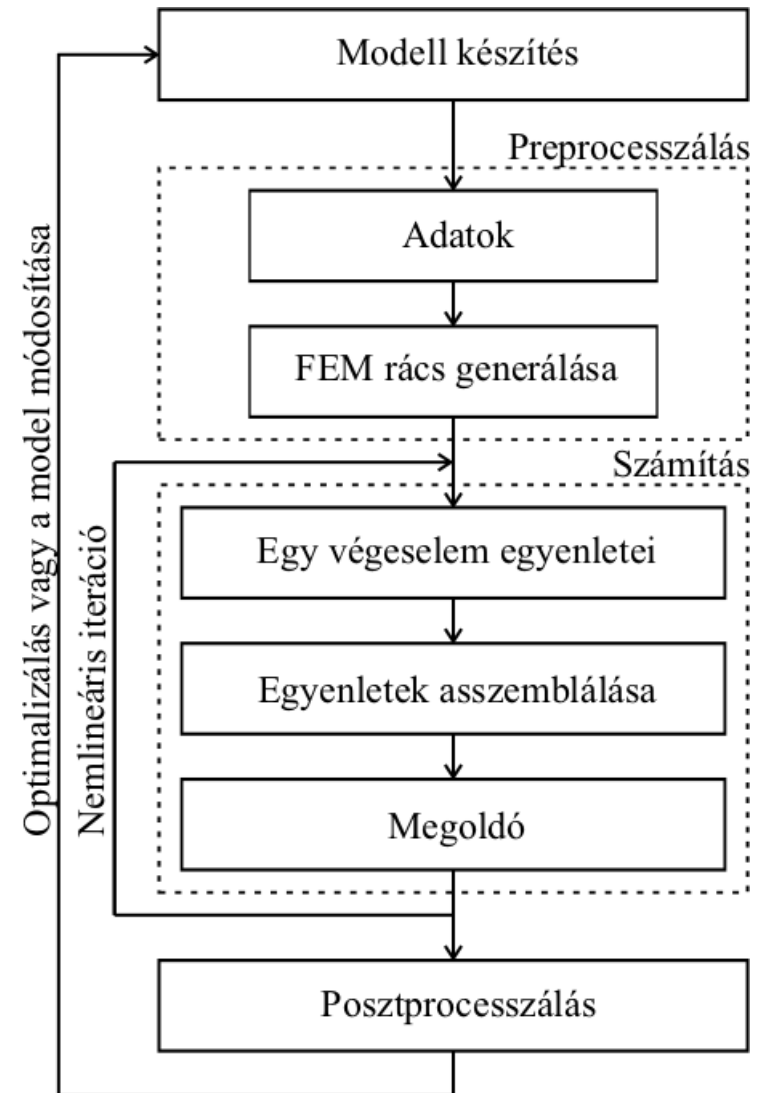 Modell készítés
Preprocesszálás
Adatok
FEM rács generálása
Számítás
Egy végeselem egyenletei
Egyenletek asszemblálása
Megoldó
Posztprocesszálás
Optimalizálás vagy a model módosítása
Nemlineáris iteráció